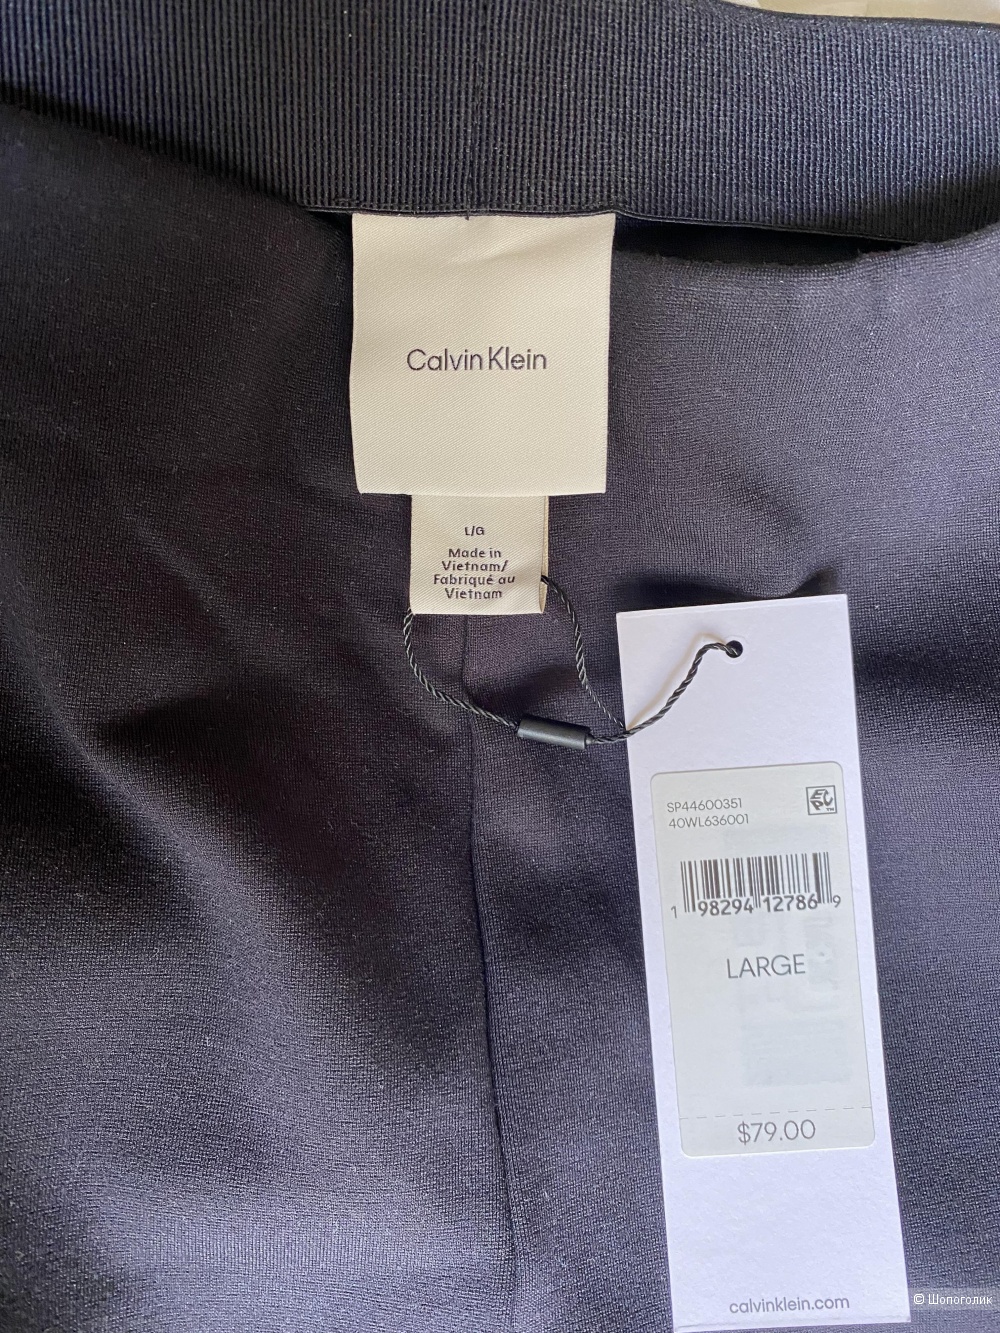 Calvin Klein
L/G
Made in
Vietnam/
Fabriqué au
Vietnam
SP44600351
40WL636001
1 98294 12786 9
LARGE
$79.00
calvinklein.com
© Шопоголик